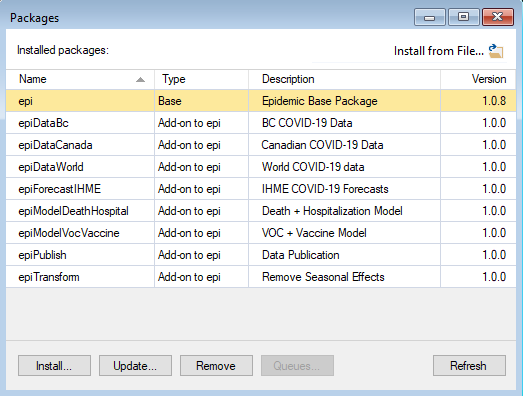 Packages
Installed packages:
Install from File...
Name Type Description Version
epi Base Epidemic Base Package 1.0.8
epiDataBc Add-on to epi BC COVID-19 Data 1.0.0
epiDataCanada Add-on to epi Canadian COVID-19 Data 1.0.0
epiDataWorld Add-on to epi World COVID-19 data 1.0.0
epiForecastIHME Add-on to epi IHME COVID-19 Forecasts 1.0.0
epiModelDeathHospital Add-on to epi Death + Hospitalization Model 1.0.0
epiModelVocVaccine Add-on to epi VOC + Vaccine Model 1.0.0
epiPublish Add-on to epi Data Publication 1.0.0
epiTransform Add-on to epi Remove Seasonal Effects 1.0.0
Install... Update... Remove Queues... Refresh